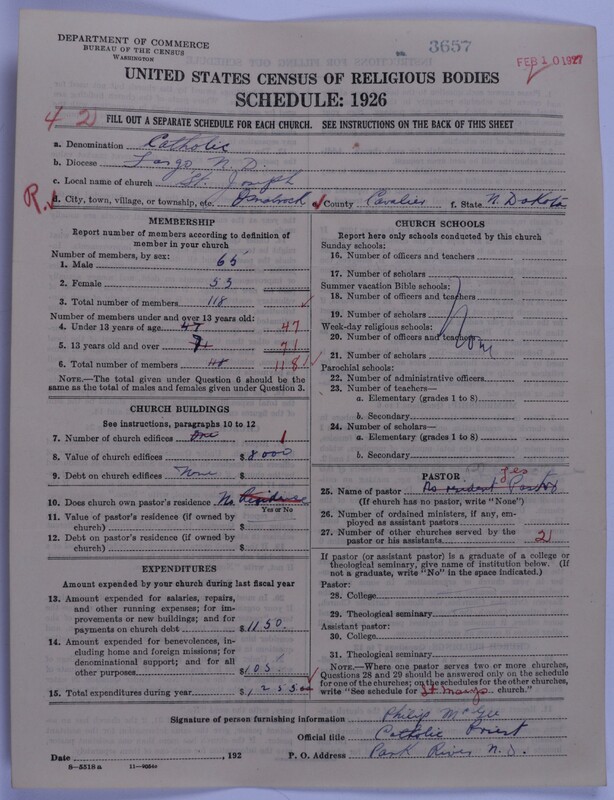 DEPARTMENT OF COMMERCE
BUREAU OF THE CENSUS
WASHINGTON
3657
FEB 10 1927
UNITED STATES CENSUS OF RELIGIOUS BODIES
SCHEDULE: 1926
42 FILL OUT A SEPARATE SCHEDULE FOR EACH CHURCH. SEE INSTRUCTIONS ON THE BACK OF THIS SHEET
a. Denomination Catholic
b. Diocese Fargo N.D.
c. Local name of church St. Joseph
R. d. City, town, village, or township, etc. Osnabrock e. County Cavalier f. State N. Dakota
MEMBERSHIP
Report number of members according to definition of member in your church
Number of members, by sex:
1. Male 65
2. Female 53
3. Total number of members 118
Number of members under and over 13 years old:
4. Under 13 years of age 47 47
5. 13 years old and over 71 71
6. Total number of members 118
NOTE.—The total given under Question 6 should be the same as the total of males and females given under Question 3.
CHURCH BUILDINGS
See instructions, paragraphs 10 to 12
7. Number of church edifices one 1
8. Value of church edifices $ 8000
9. Debt on church edifices None $
10. Does church own pastor's residence No Residence
Yes or No
11. Value of pastor's residence (if owned by church) $
12. Debt on pastor's residence (if owned by church) $
EXPENDITURES
Amount expended by your church during last fiscal year
13. Amount expended for salaries, repairs, and other running expenses; for improvements or new buildings; and for payments on church debt $ 1150.
14. Amount expended for benevolences, including home and foreign missions; for denominational support; and for all other purposes $ 105.
15. Total expenditures during year $ 1255.00
CHURCH SCHOOLS
Report here only schools conducted by this church
Sunday schools:
16. Number of officers and teachers
17. Number of scholars
Summer vacation Bible schools:
18. Number of officers and teachers
19. Number of scholars
Week-day religious schools:
20. Number of officers and teachers
None
21. Number of scholars
Parochial schools:
22. Number of administrative officers
23. Number of teachers—
a. Elementary (grades 1 to 8)
b. Secondary
24. Number of scholars—
a. Elementary (grades 1 to 8)
b. Secondary
PASTOR yes
25. Name of pastor No resident Pastor
(If church has no pastor, write "None")
26. Number of ordained ministers, if any, employed as assistant pastors
27. Number of other churches served by the pastor or his assistants 2
If pastor (or assistant pastor) is a graduate of a college or theological seminary, give name of institution below. (If not a graduate, write "No" in the space indicated.)
Pastor:
28. College
29. Theological seminary
Assistant pastor:
30. College
31. Theological seminary
NOTE.—Where one pastor serves two or more churches, Questions 28 and 29 should be answered only on the schedule for one of the churches; on the schedules for the other churches, write "See schedule for St Marys church."
Signature of person furnishing information Philip McGee
Official title Catholic Priest
Date , 192 P. O. Address Park River N.D.
8—5518 a